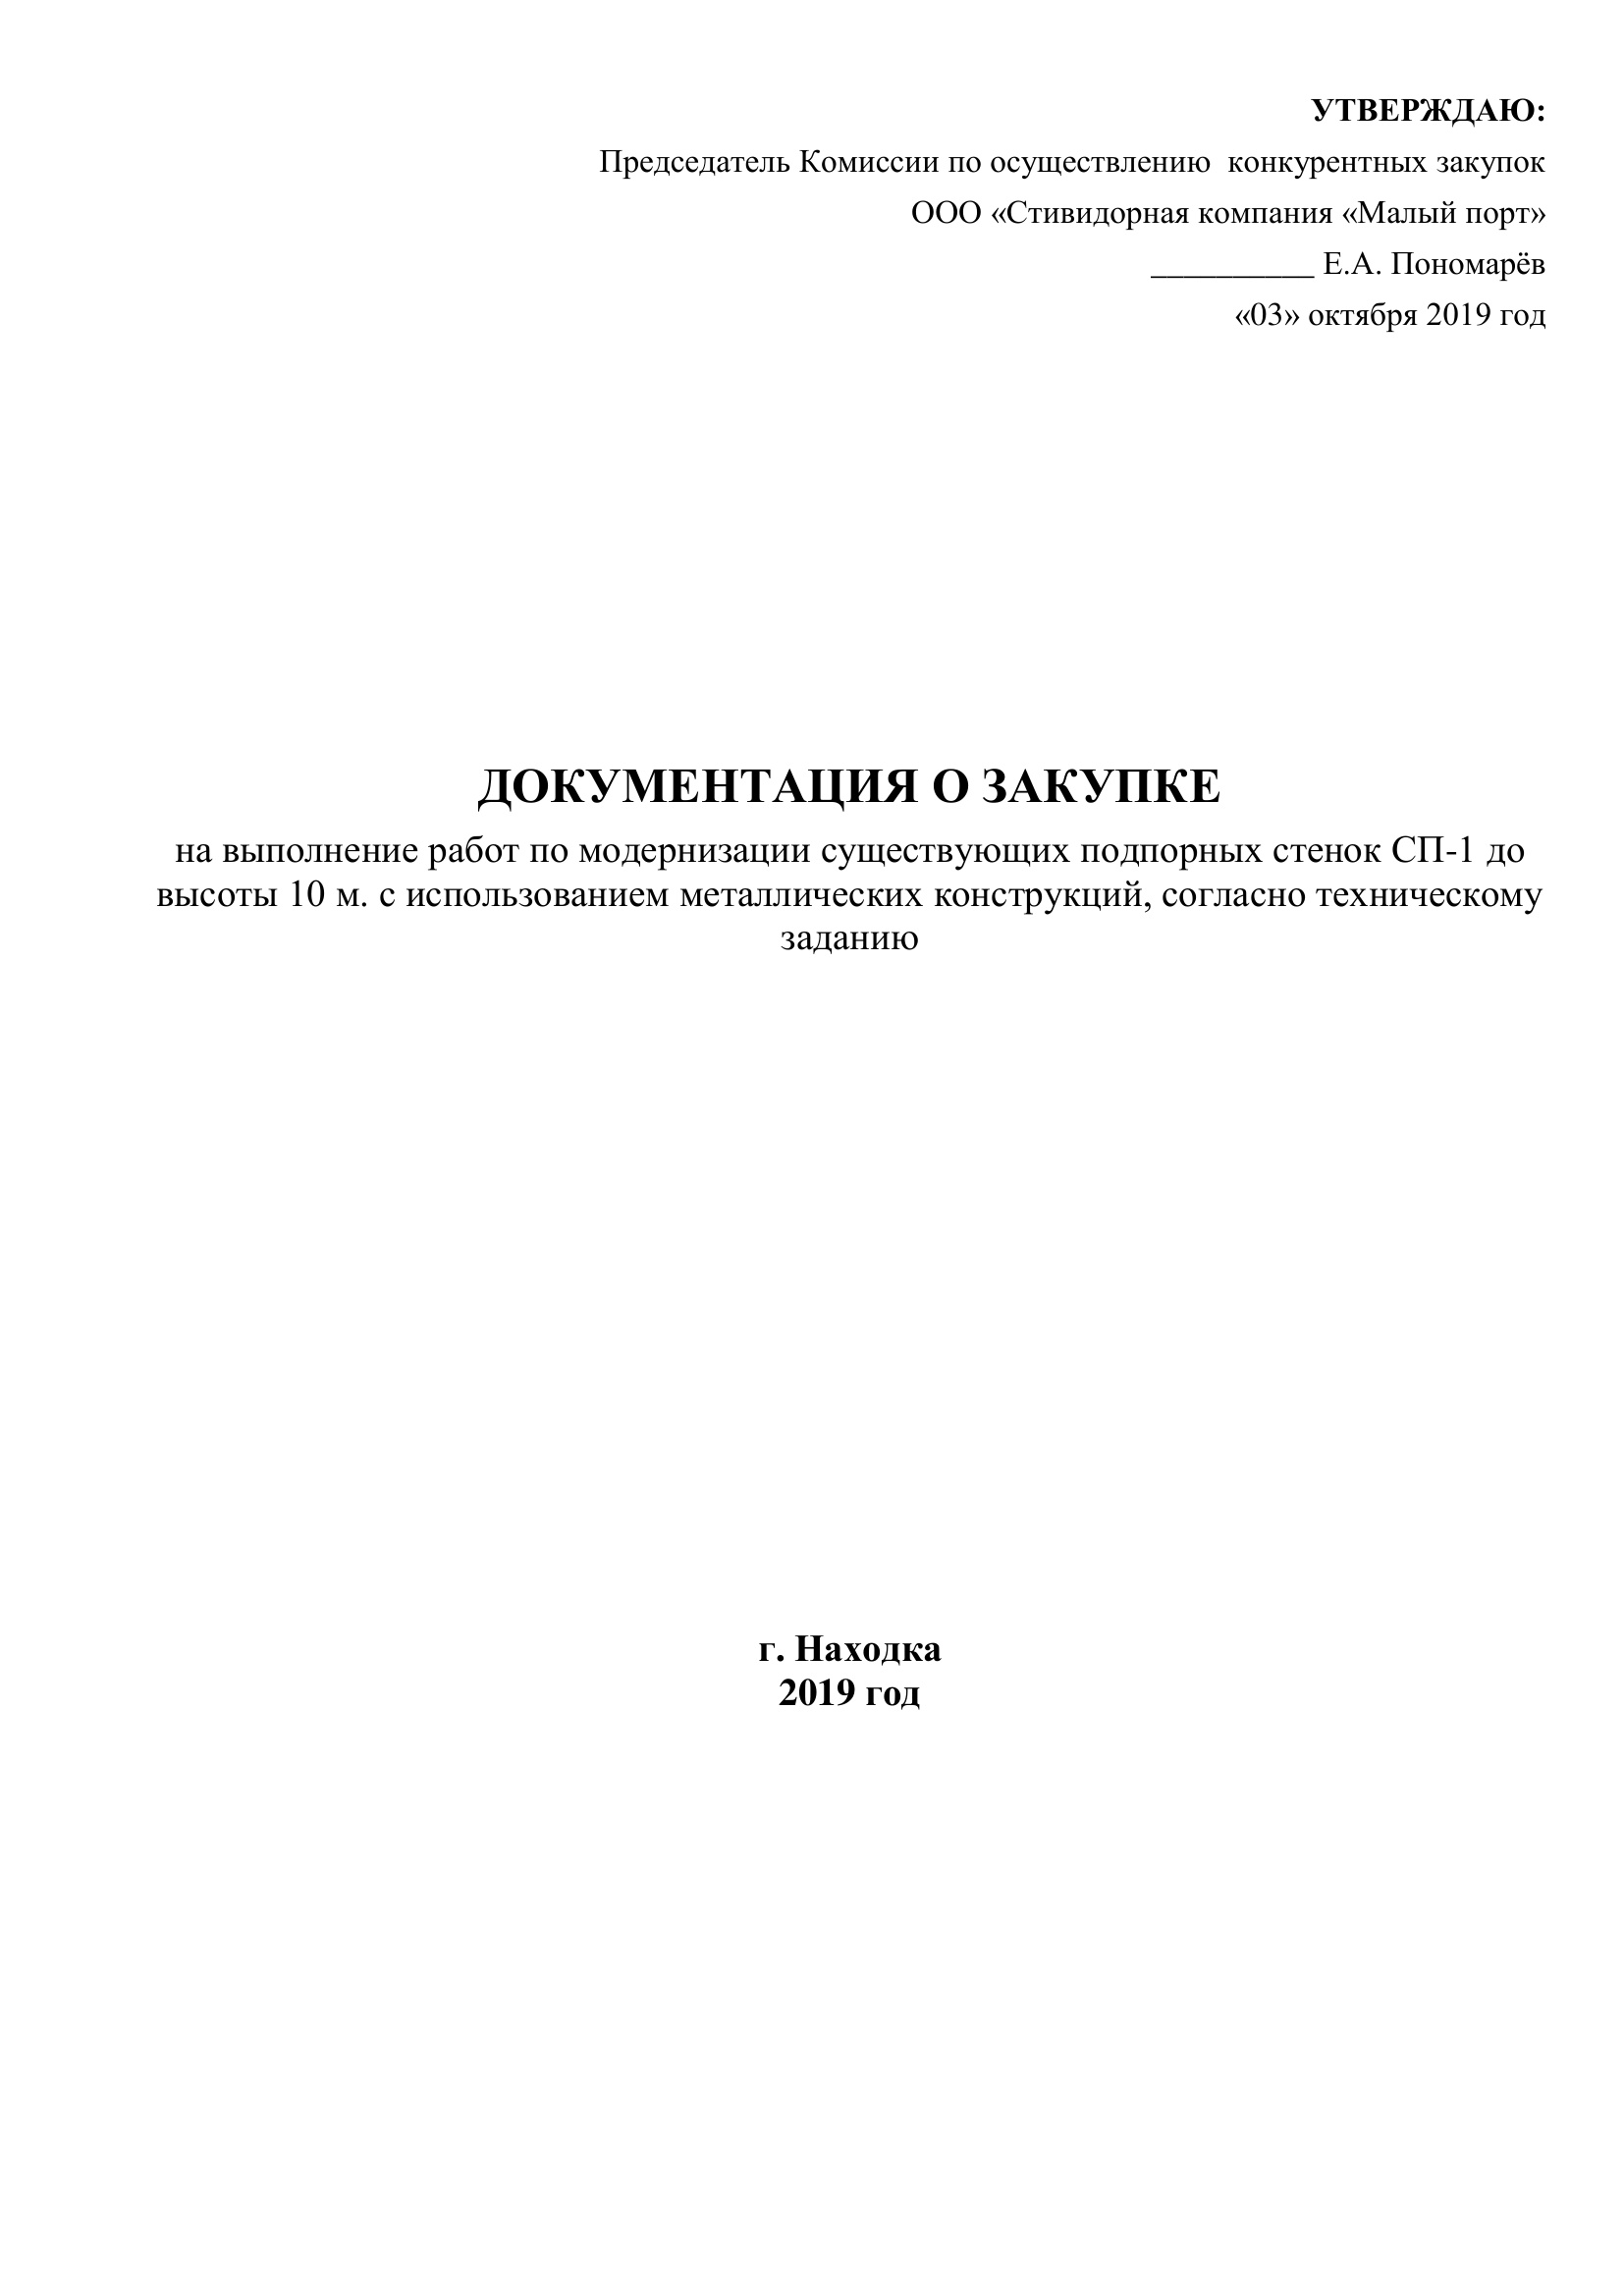 УТВЕРЖДАЮ:
Председатель Комиссии по осуществлению  конкурентных закупок
ООО «Стивидорная компания «Малый порт»
__________ Е.А. Пономарёв
«03» октября 2019 год
ДОКУМЕНТАЦИЯ О ЗАКУПКЕ
на выполнение работ по модернизации существующих подпорных стенок СП-1 до
высоты 10 м. с использованием металлических конструкций, согласно техническому
заданию
г. Находка
2019 год